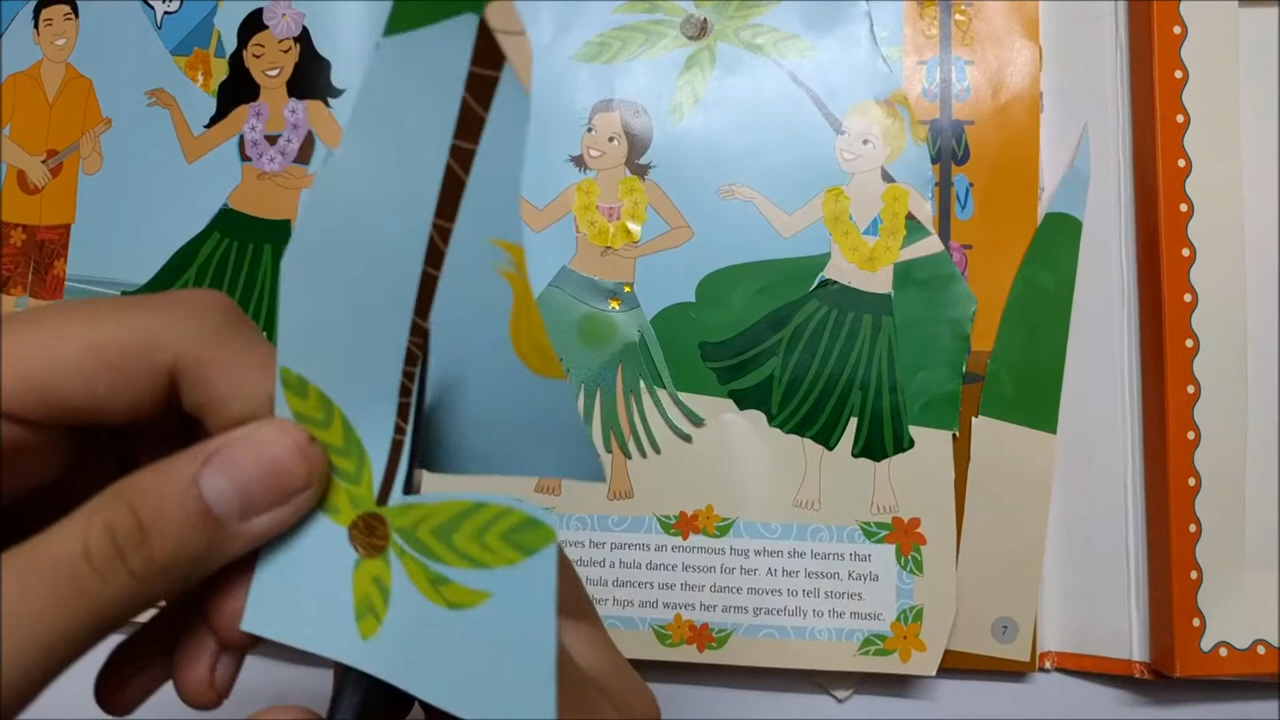 gives her parents an enormous hug when she learns that
eduled a hula dance lesson for her. At her lesson, Kayla
hula dancers use their dance moves to tell stories.
her hips and waves her arms gracefully to the music.
7